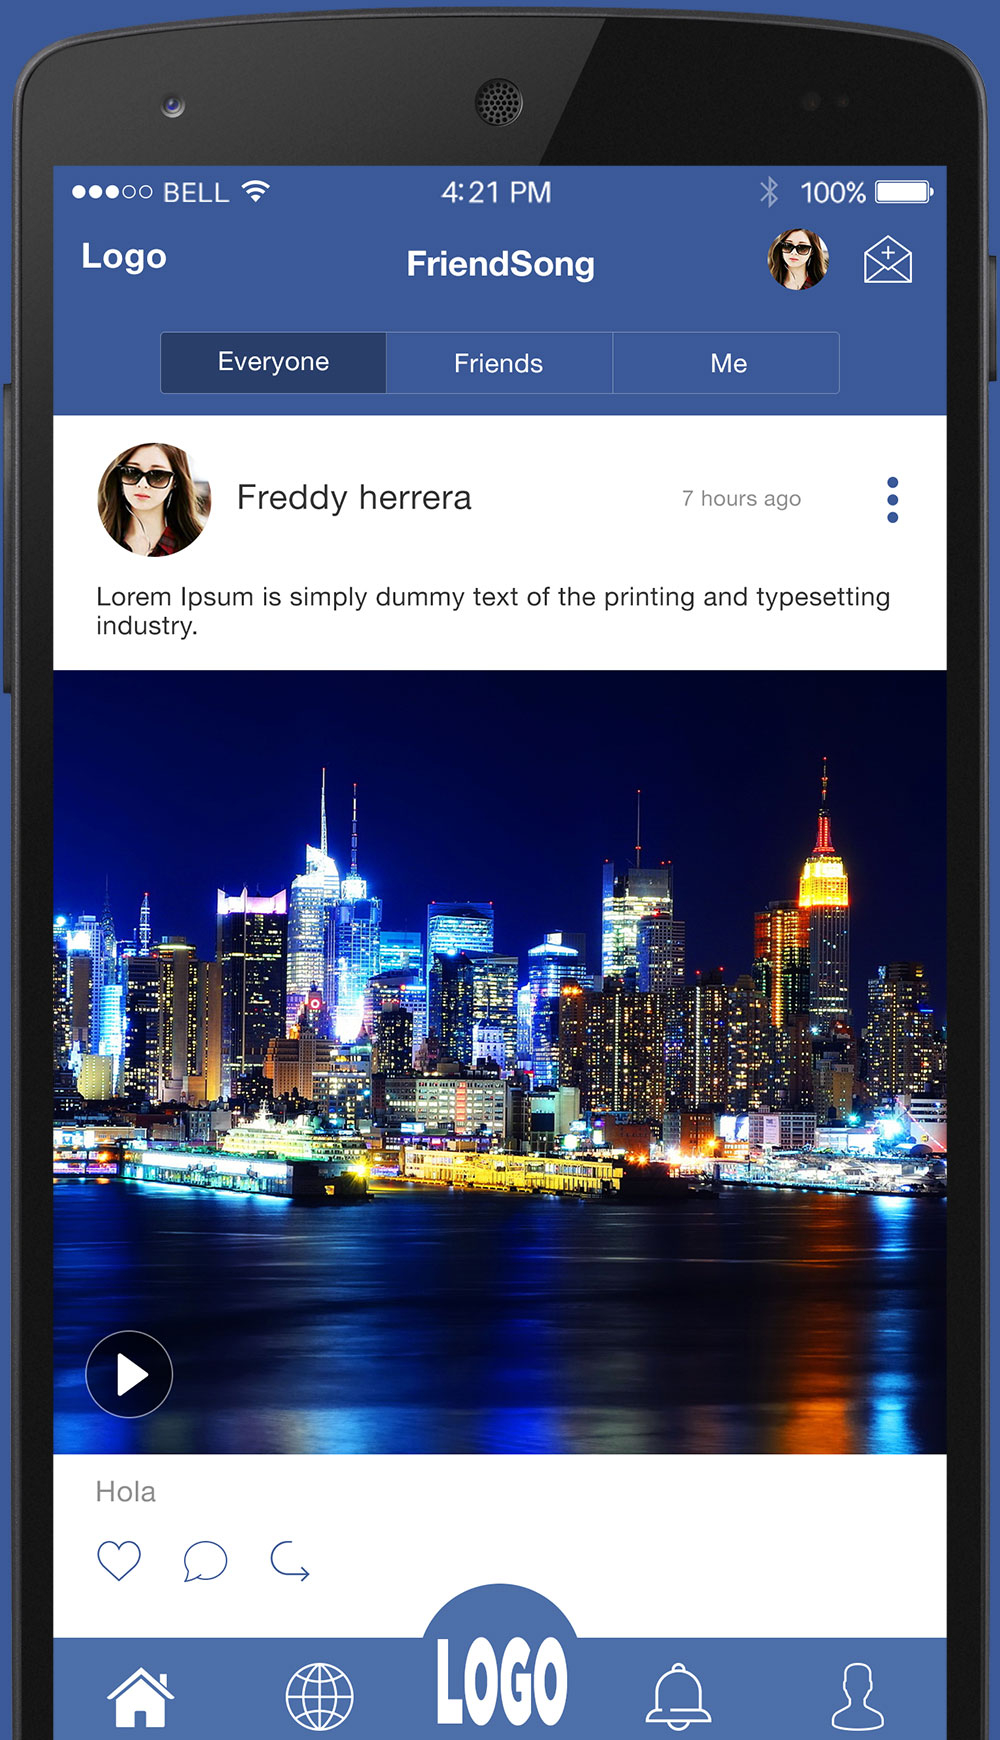 BELL 4:21 PM 100%
Logo
FriendSong
Everyone Friends Me
Freddy herrera 7 hours ago
Lorem Ipsum is simply dummy text of the printing and typesetting
industry.
Hola
LOGO